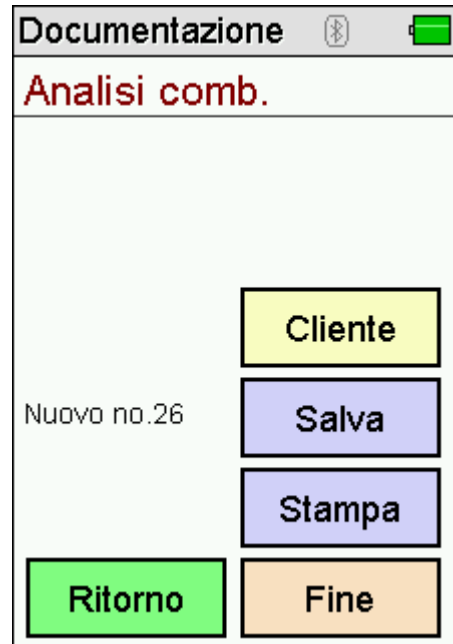 Documentazione
Analisi comb.
Cliente
Nuovo no.26
Salva
Stampa
Ritorno
Fine